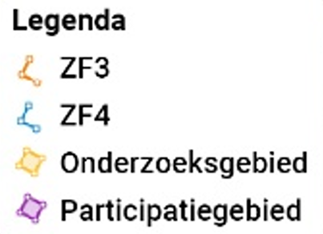 Legenda
ZF3
ZF4
Onderzoeksgebied
Participatiegebied